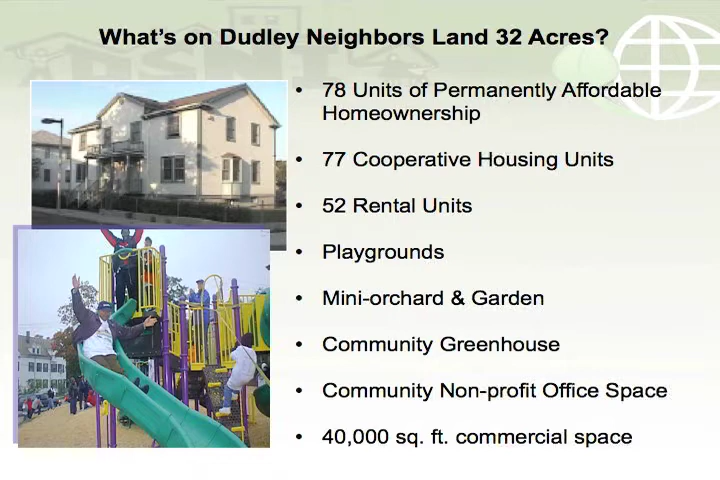 What's on Dudley Neighbors Land 32 Acres?
• 78 Units of Permanently Affordable
Homeownership
• 77 Cooperative Housing Units
• 52 Rental Units
• Playgrounds
• Mini-orchard & Garden
• Community Greenhouse
• Community Non-profit Office Space
• 40,000 sq. ft. commercial space